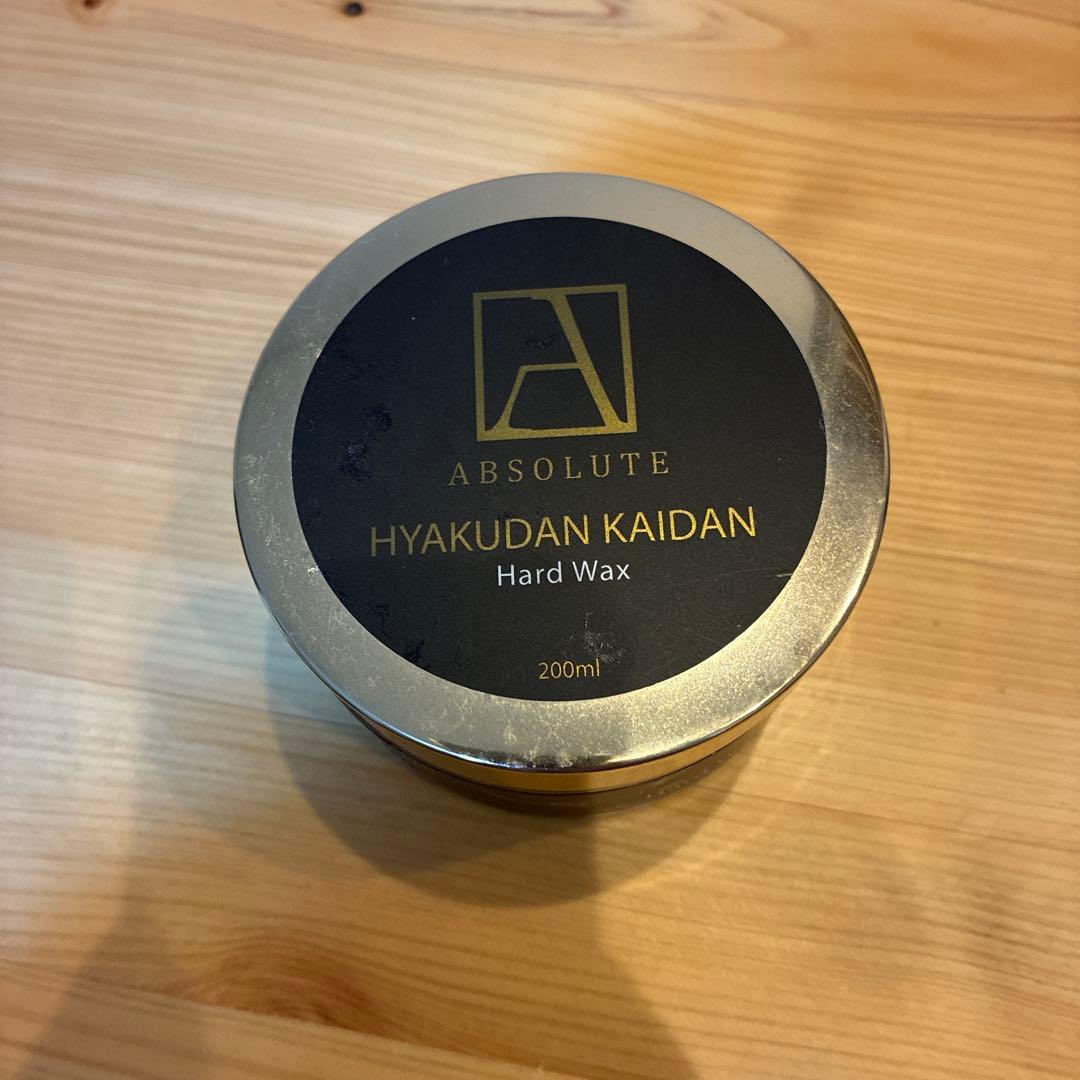 A
ABSOLUTE
HYAKUDAN KAIDAN
Hard Wax
200ml